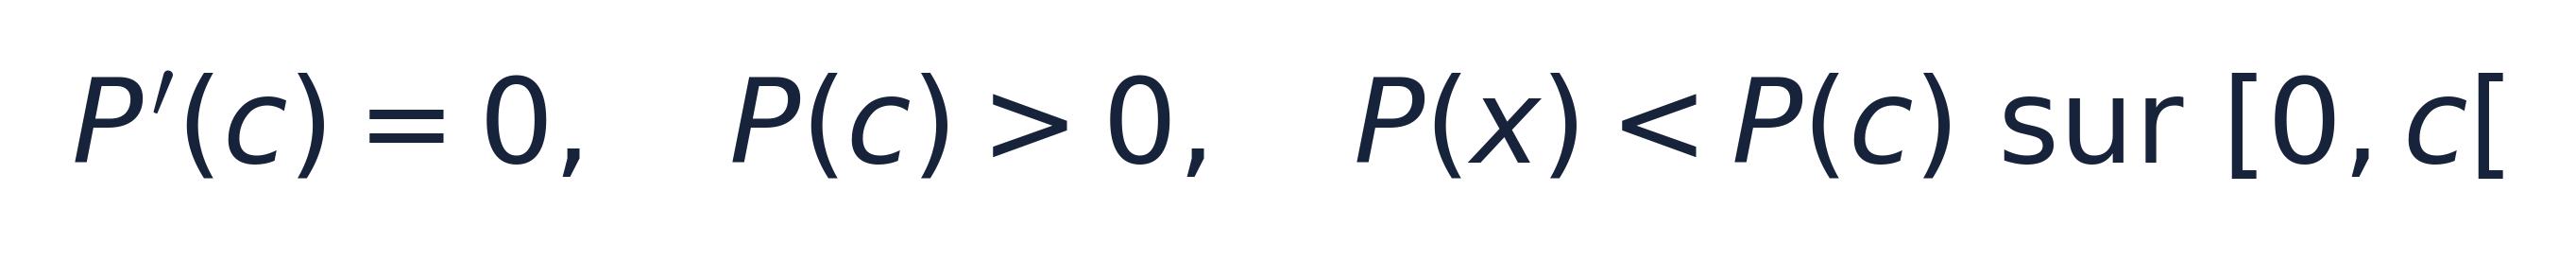 P′(c) = 0, P(c) > 0, P(x) < P(c) sur [0, c[